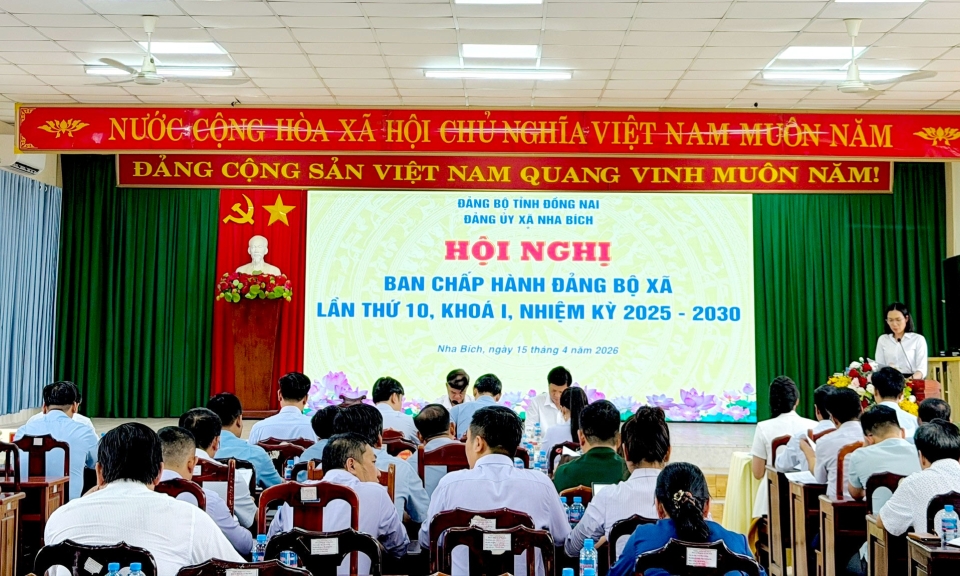 NƯỚC CỘNG HÒA XÃ HỘI CHỦ NGHĨA VIỆT NAM MUÔN NĂM
ĐẢNG CỘNG SẢN VIỆT NAM QUANG VINH MUÔN NĂM!
ĐẢNG BỘ TỈNH ĐỒNG NAI
ĐẢNG ỦY XÃ NHA BÍCH
HỘI NGHỊ
BAN CHẤP HÀNH ĐẢNG BỘ XÃ
LẦN THỨ 10, KHOÁ I, NHIỆM KỲ 2025 - 2030
Nha Bích, ngày 15 tháng 4 năm 2026